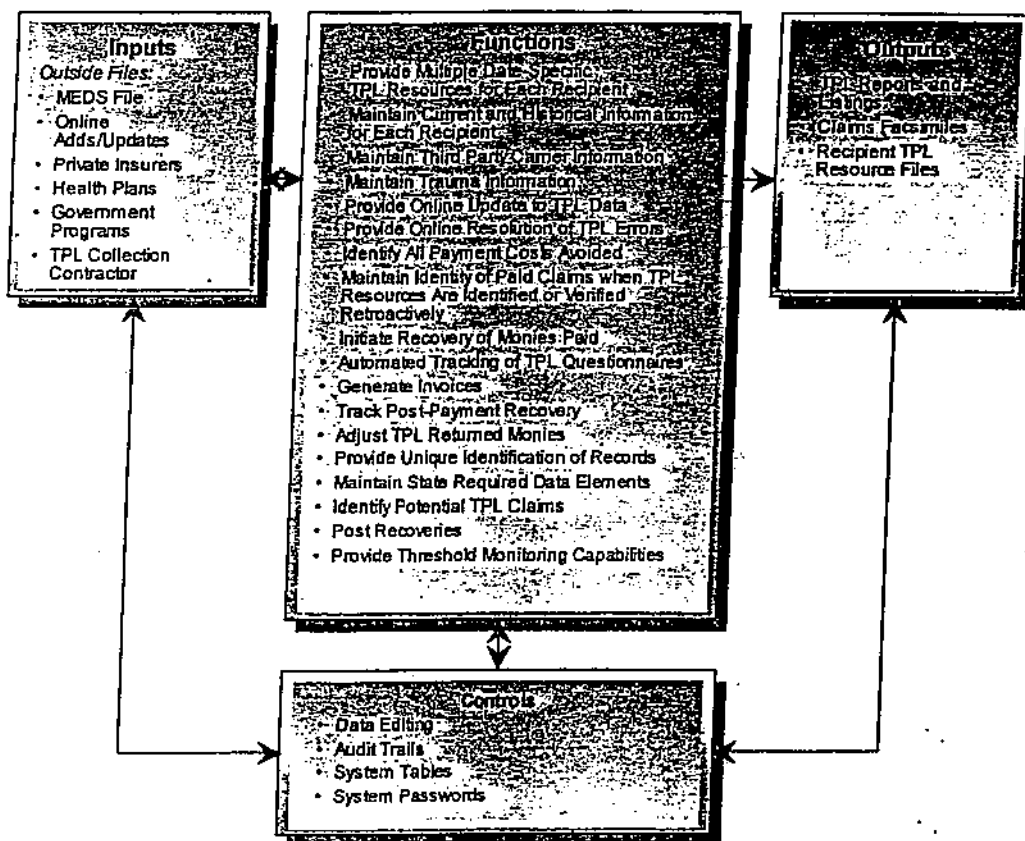 Inputs
Outside Files:
• MEDS File
• Online
Adds/Updates
• Private Insurers
• Health Plans
• Government
Programs
• TPL Collection
Contractor
Functions
Provide Multiple Date-Specific
TPL Resources for Each Recipient
Maintain Current and Historical Information
for Each Recipient
Maintain Third Party Carrier Information
Maintain Trauma Information
Provide Online Update to TPL Data
Provide Online Resolution of TPL Errors
Identify All Payment Costs Avoided
Maintain Identity of Paid Claims when TPL
Resources Are Identified or Verified
Retroactively
Initiate Recovery of Monies Paid
• Automated Tracking of TPL Questionnaires
• Generate Invoices
• Track Post-Payment Recovery
• Adjust TPL Returned Monies
• Provide Unique Identification of Records
• Maintain State Required Data Elements
• Identify Potential TPL Claims
• Post Recoveries
• Provide Threshold Monitoring Capabilities
Outputs
TPL Reports and
Listings
• Claims Facsimiles
• Recipient TPL
Resource Files
Controls
• Data Editing
• Audit Trails
• System Tables
• System Passwords